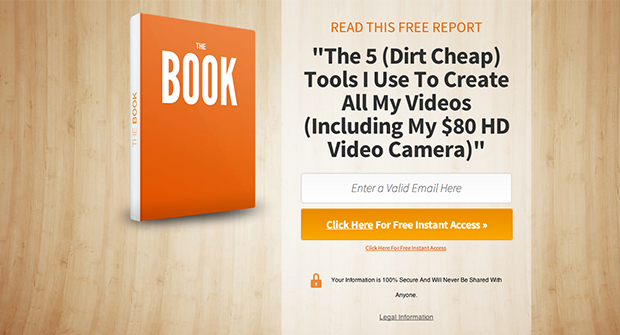 THE
BOOK
THE BOOK
READ THIS FREE REPORT
"The 5 (Dirt Cheap)
Tools I Use To Create
All My Videos
(Including My $80 HD
Video Camera)"
Enter a Valid Email Here
Click Here For Free Instant Access »
Click Here For Free Instant Access
Your Information is 100% Secure And Will Never Be Shared With
Anyone.
Legal Information